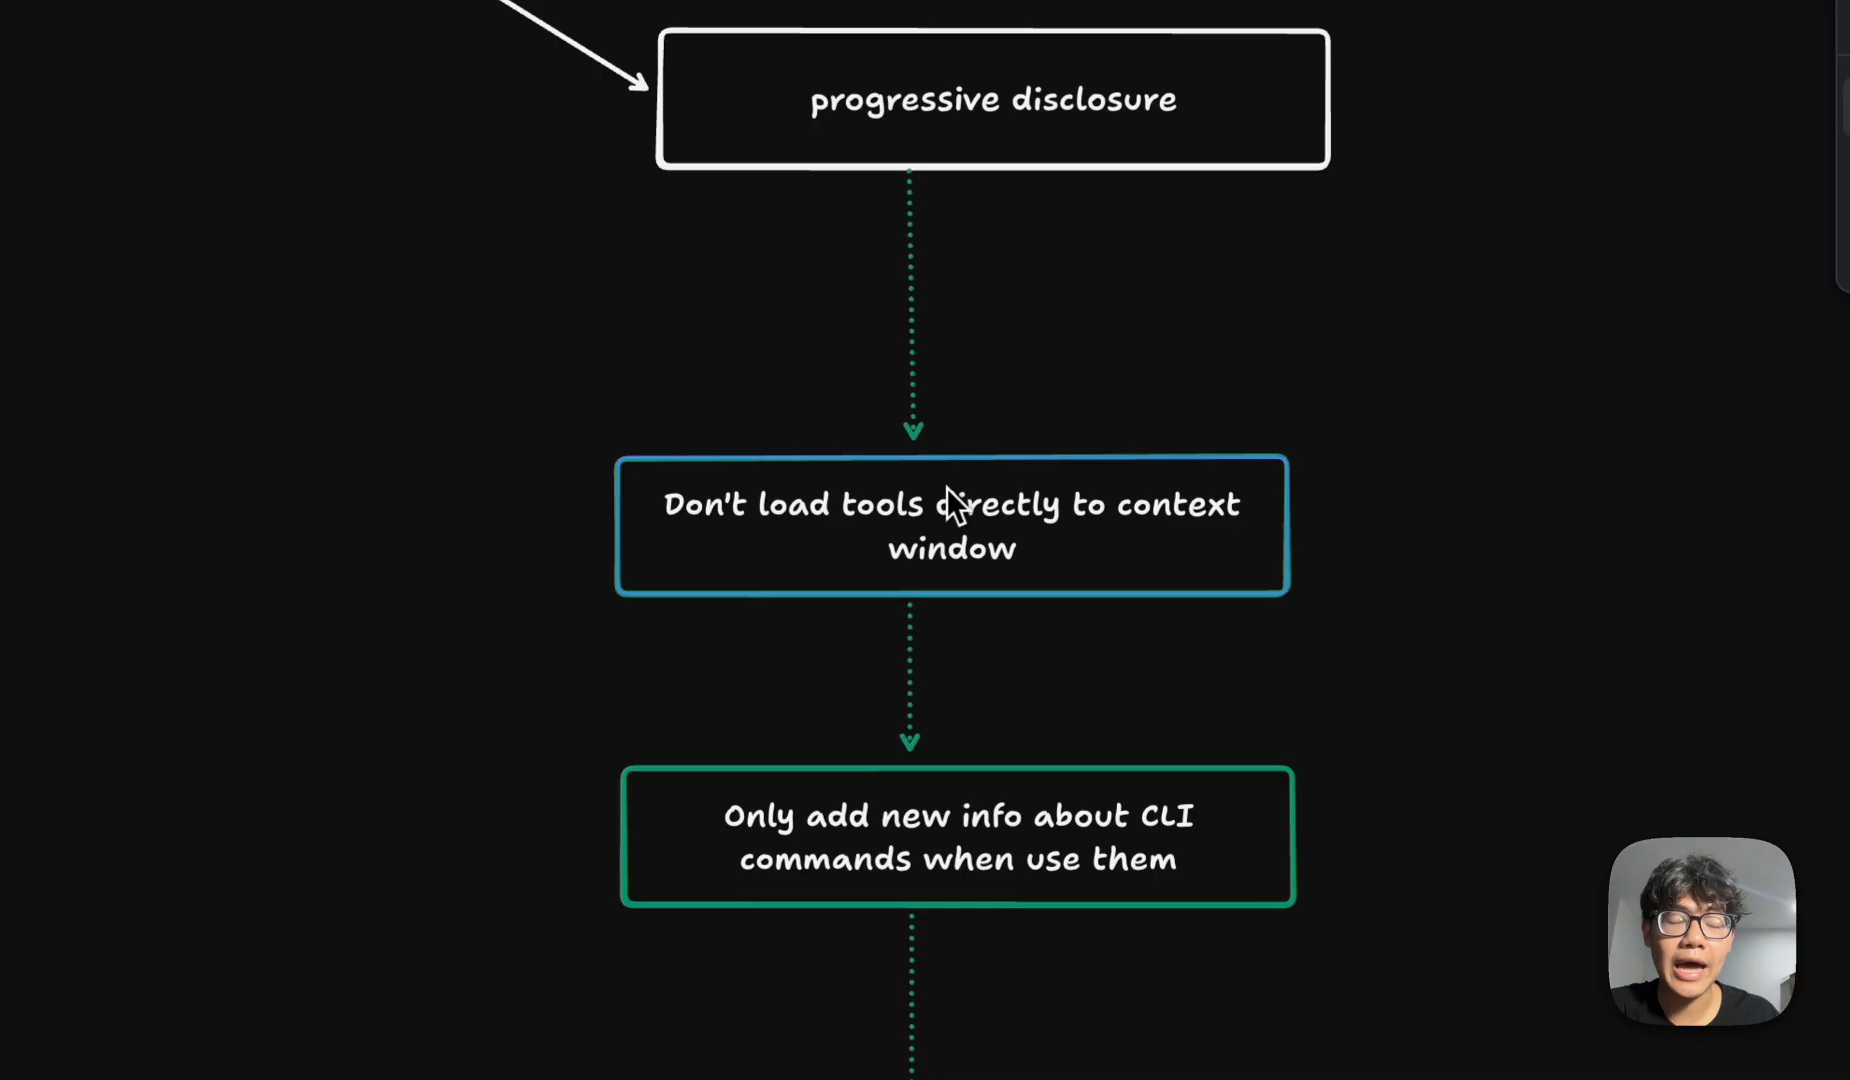 progressive disclosure
Don't load tools directly to context
window
Only add new info about CLI
commands when use them